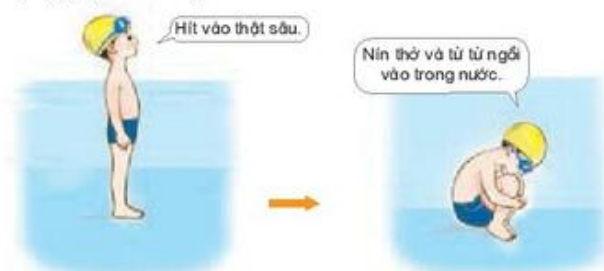 Hít vào thật sâu.
Nín thở và từ từ ngồi
vào trong nước.